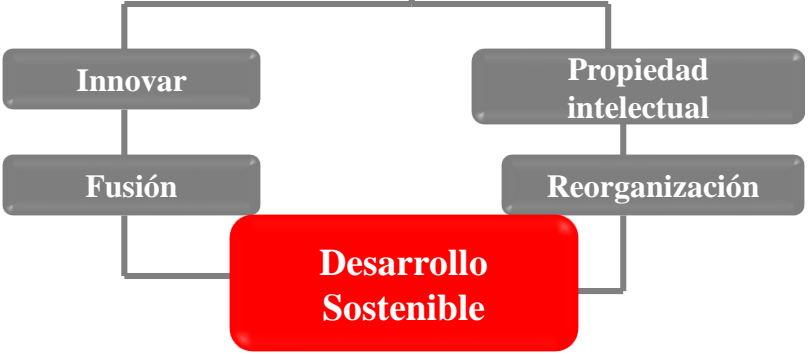 Innovar
Propiedad
intelectual
Fusión
Reorganización
Desarrollo
Sostenible